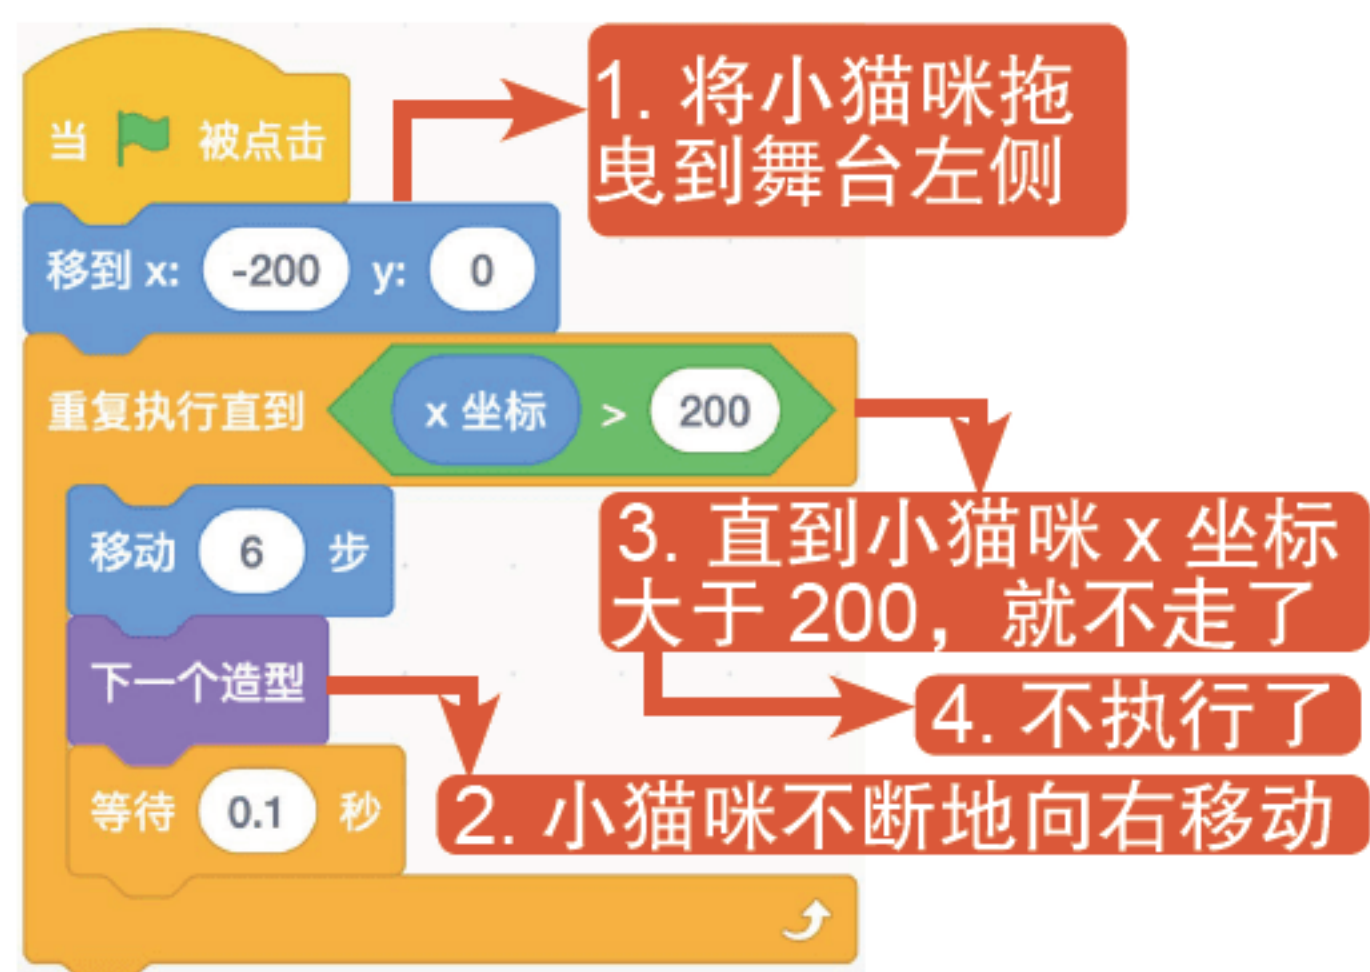 当 被点击
1. 将小猫咪拖
曳到舞台左侧
移到 x: -200 y: 0
重复执行直到 x 坐标 > 200
移动 6 步
3. 直到小猫咪 x 坐标
大于 200，就不走了
下一个造型
4. 不执行了
等待 0.1 秒
2. 小猫咪不断地向右移动